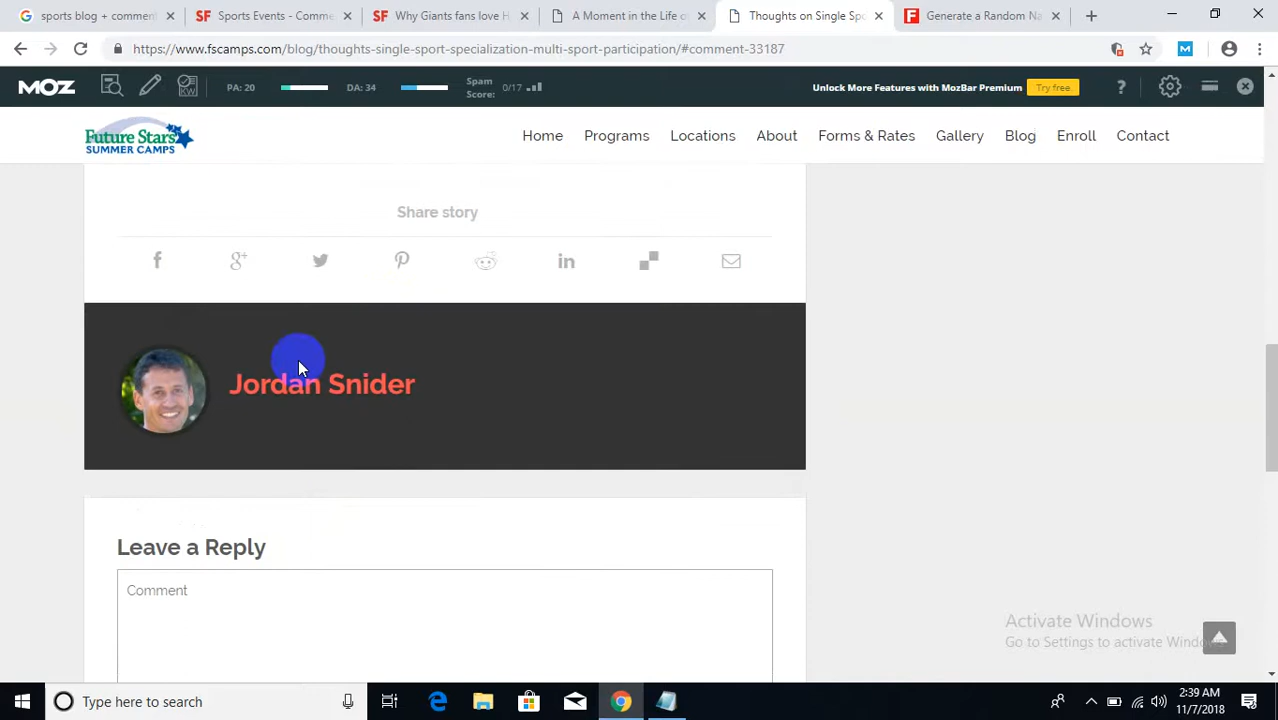 sports blog + comment
Sports Events - Comme
Why Giants fans love H
A Moment in the Life o
Thoughts on Single Spo
Generate a Random Na
https://www.fscamps.com/blog/thoughts-single-sport-specialization-multi-sport-participation/#comment-33187
MOZ
PA: 20
DA: 34
Spam
Score:
0/17
Unlock More Features with MozBar Premium
Try free
?
Future Stars
SUMMER CAMPS
Home Programs Locations About Forms & Rates Gallery Blog Enroll Contact
Share story
Jordan Snider
Leave a Reply
Comment
Activate Windows
Go to Settings to activate Windows.
Type here to search
2:39 AM
11/7/2018